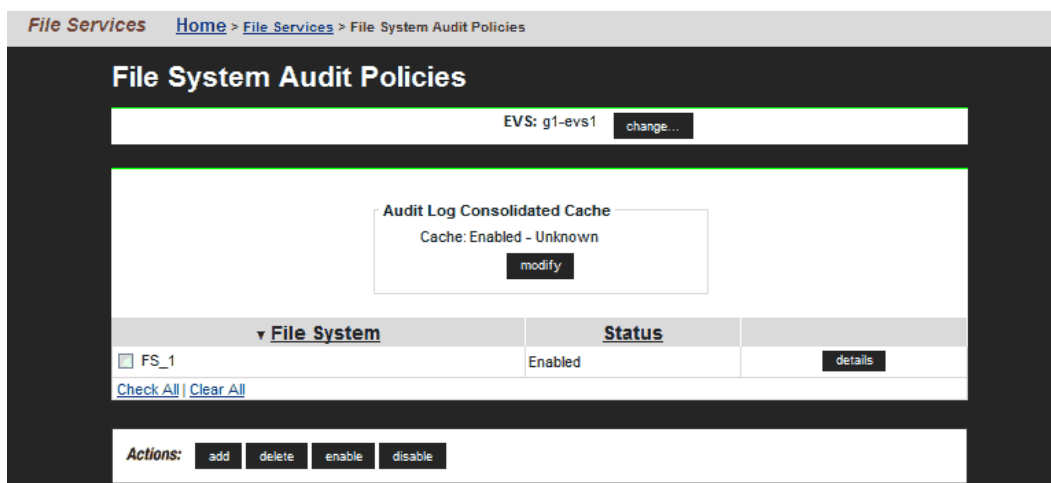 File Services Home > File Services > File System Audit Policies
File System Audit Policies
EVS: g1-evs1 change...
Audit Log Consolidated Cache
Cache: Enabled - Unknown
modify
▼ File System Status
FS_1 Enabled details
Check All | Clear All
Actions: add delete enable disable